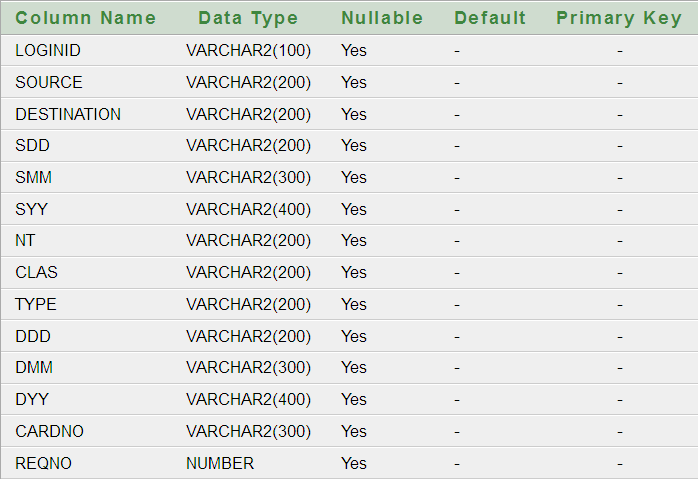 Column Name Data Type Nullable Default Primary Key
LOGINID VARCHAR2(100) Yes - -
SOURCE VARCHAR2(200) Yes - -
DESTINATION VARCHAR2(200) Yes - -
SDD VARCHAR2(200) Yes - -
SMM VARCHAR2(300) Yes - -
SYY VARCHAR2(400) Yes - -
NT VARCHAR2(200) Yes - -
CLAS VARCHAR2(200) Yes - -
TYPE VARCHAR2(200) Yes - -
DDD VARCHAR2(200) Yes - -
DMM VARCHAR2(300) Yes - -
DYY VARCHAR2(400) Yes - -
CARDNO VARCHAR2(300) Yes - -
REQNO NUMBER Yes - -